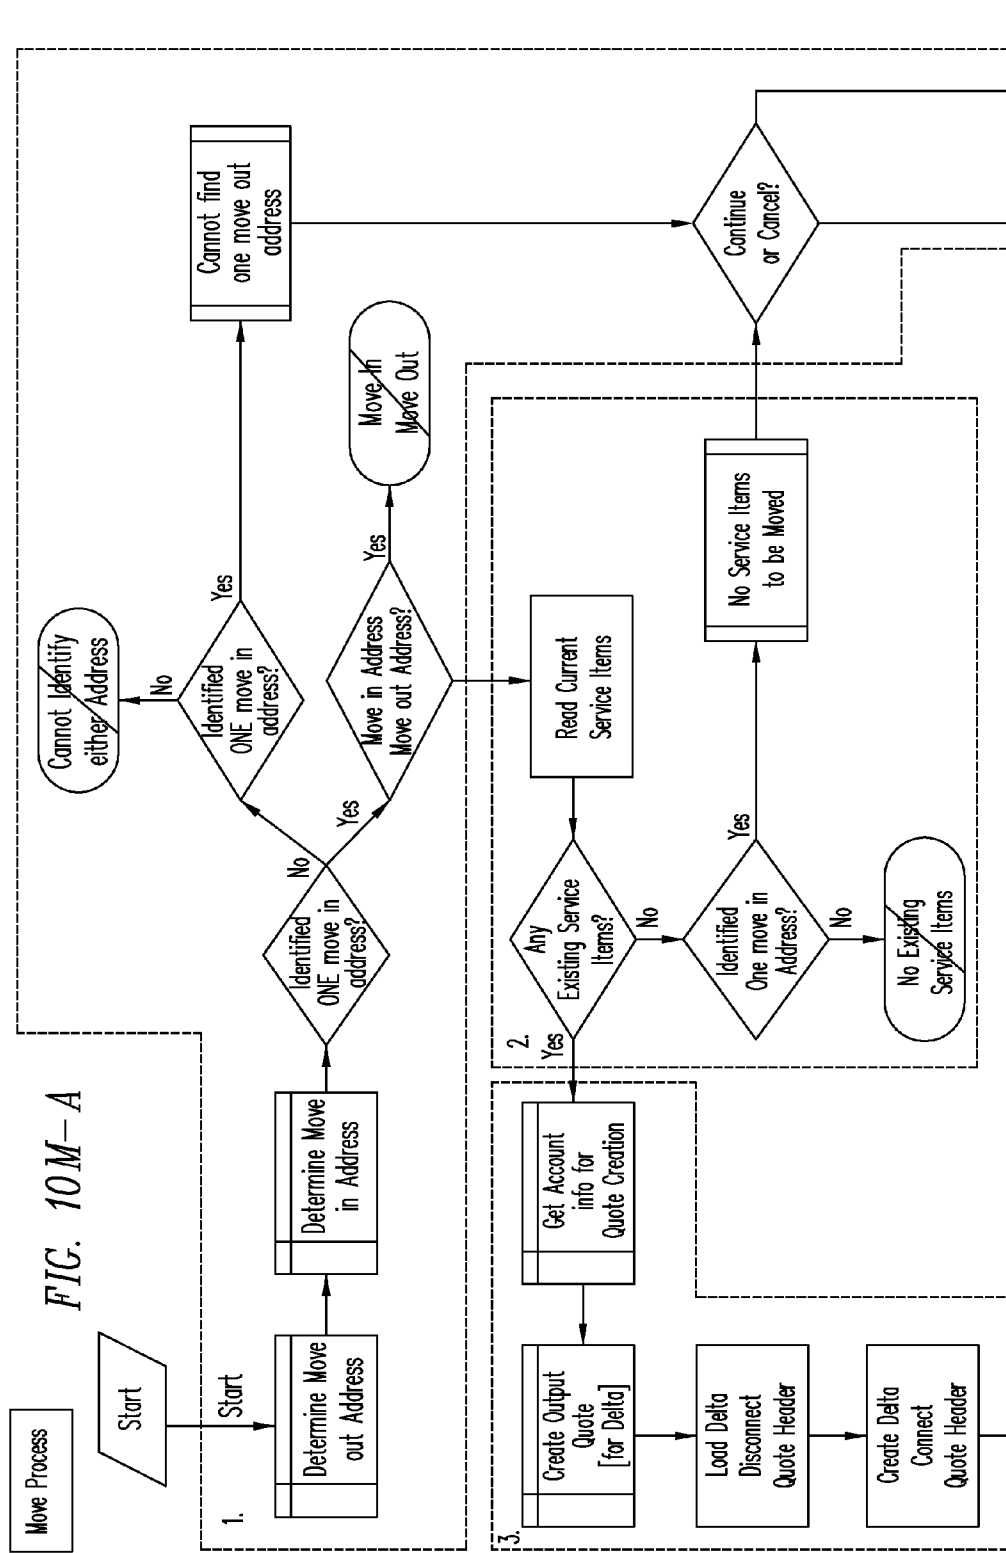 Move Process
FIG. 10M-A
Start
Start
1.
Determine Move
out Address
Determine Move
in Address
Identified
ONE move in
address?
No
Yes
Identified
ONE move in
address?
No
Cannot Identify
either Address
Yes
Cannot find
one move out
address
Move in Address
Move out Address?
Yes
Move In
Move Out
Continue
or Cancel?
2.
Read Current
Service Items
Any
Existing Service
Items?
Yes
No
Identified
One move in
Address?
Yes
No
No Service Items
to be Moved
No Existing
Service Items
3.
Get Account
info for
Quote Creation
Create Output
Quote
[for Delta]
Load Delta
Disconnect
Quote Header
Create Delta
Connect
Quote Header